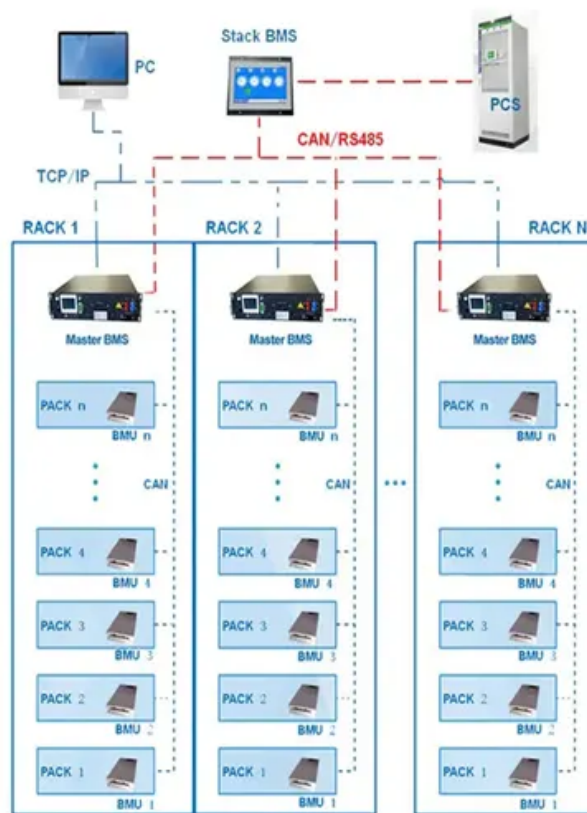 PC
Stack BMS
PCS
CAN/RS485
TCP/IP
RACK 1
RACK 2
RACK N
Master BMS
Master BMS
Master BMS
PACK n
BMU n
PACK n
BMU n
PACK n
BMU n
CAN
CAN
CAN
PACK 4
BMU 4
PACK 4
BMU 4
PACK 4
BMU 4
PACK 3
BMU 3
PACK 3
BMU 3
PACK 3
BMU 3
PACK 2
BMU 2
PACK 2
BMU 2
PACK 2
BMU 2
PACK 1
BMU 1
PACK 1
BMU 1
PACK 1
BMU 1